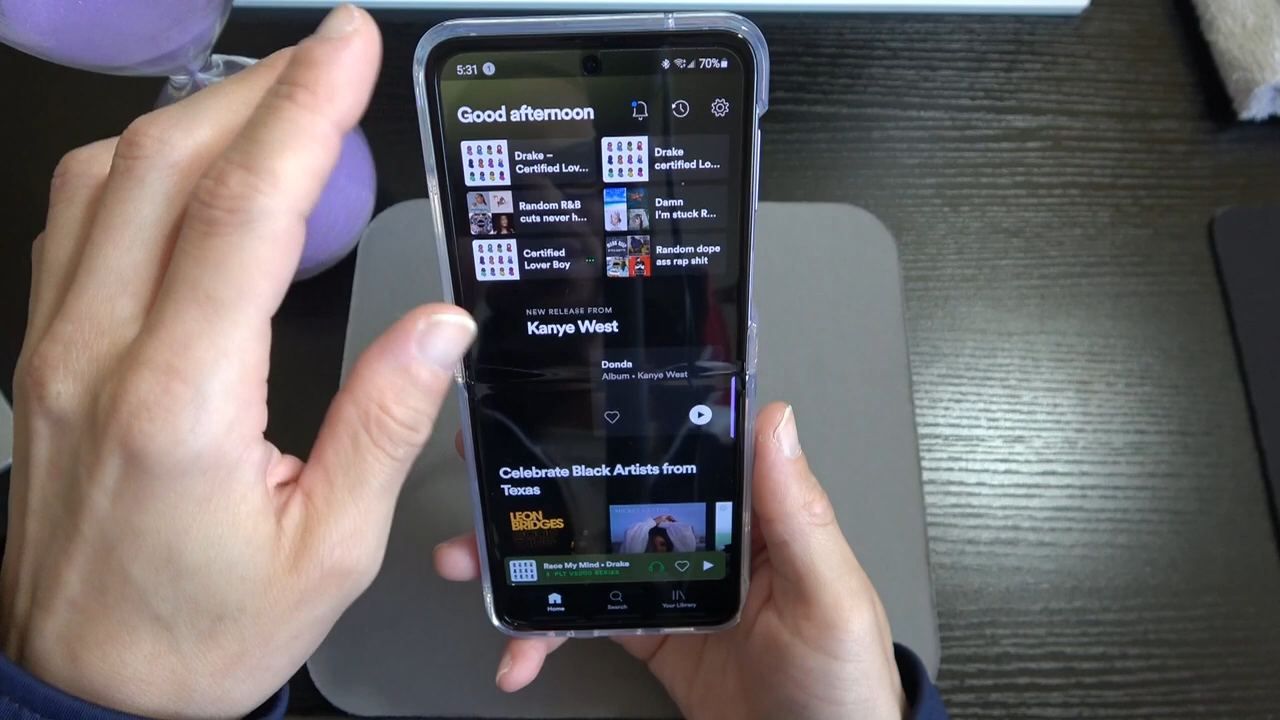 5:31
70%
Good afternoon
Drake –
Certified Lov...
Drake
certified Lo...
Random R&B
cuts never h...
Damn
I'm stuck R...
Certified
Lover Boy
Random dope
ass rap shit
NEW RELEASE FROM
Kanye West
Donda
Album • Kanye West
Celebrate Black Artists from
Texas
LEON
BRIDGES
Race My Mind • Drake
Home
Search
Your Library